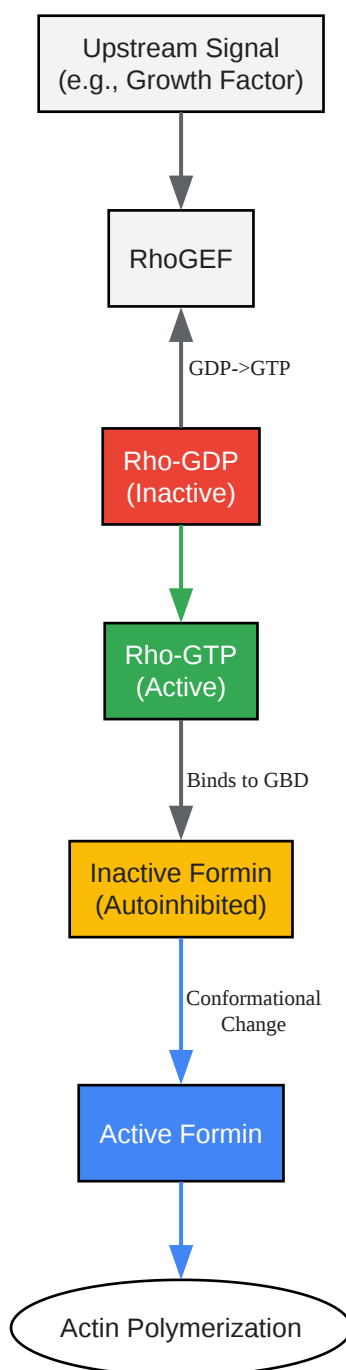 Upstream Signal
(e.g., Growth Factor)
RhoGEF
GDP->GTP
Rho-GDP
(Inactive)
Rho-GTP
(Active)
Binds to GBD
Inactive Formin
(Autoinhibited)
Conformational
Change
Active Formin
Actin Polymerization